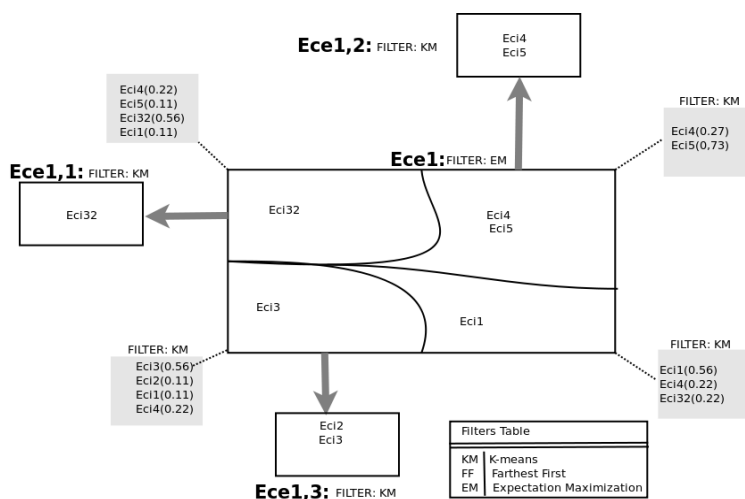 Ece1,2: FILTER: KM
Eci4
Eci5
Eci4(0.22)
Eci5(0.11)
Eci32(0.56)
Eci1(0.11)
FILTER: KM
Eci4(0.27)
Eci5(0,73)
Ece1: FILTER: EM
Ece1,1: FILTER: KM
Eci32
Eci32
Eci4
Eci5
Eci3
Eci1
FILTER: KM
Eci3(0.56)
Eci2(0.11)
Eci1(0.11)
Eci4(0.22)
FILTER: KM
Eci1(0.56)
Eci4(0.22)
Eci32(0.22)
Eci2
Eci3
Ece1,3: FILTER: KM
Filters Table
KM K-means
FF Farthest First
EM Expectation Maximization